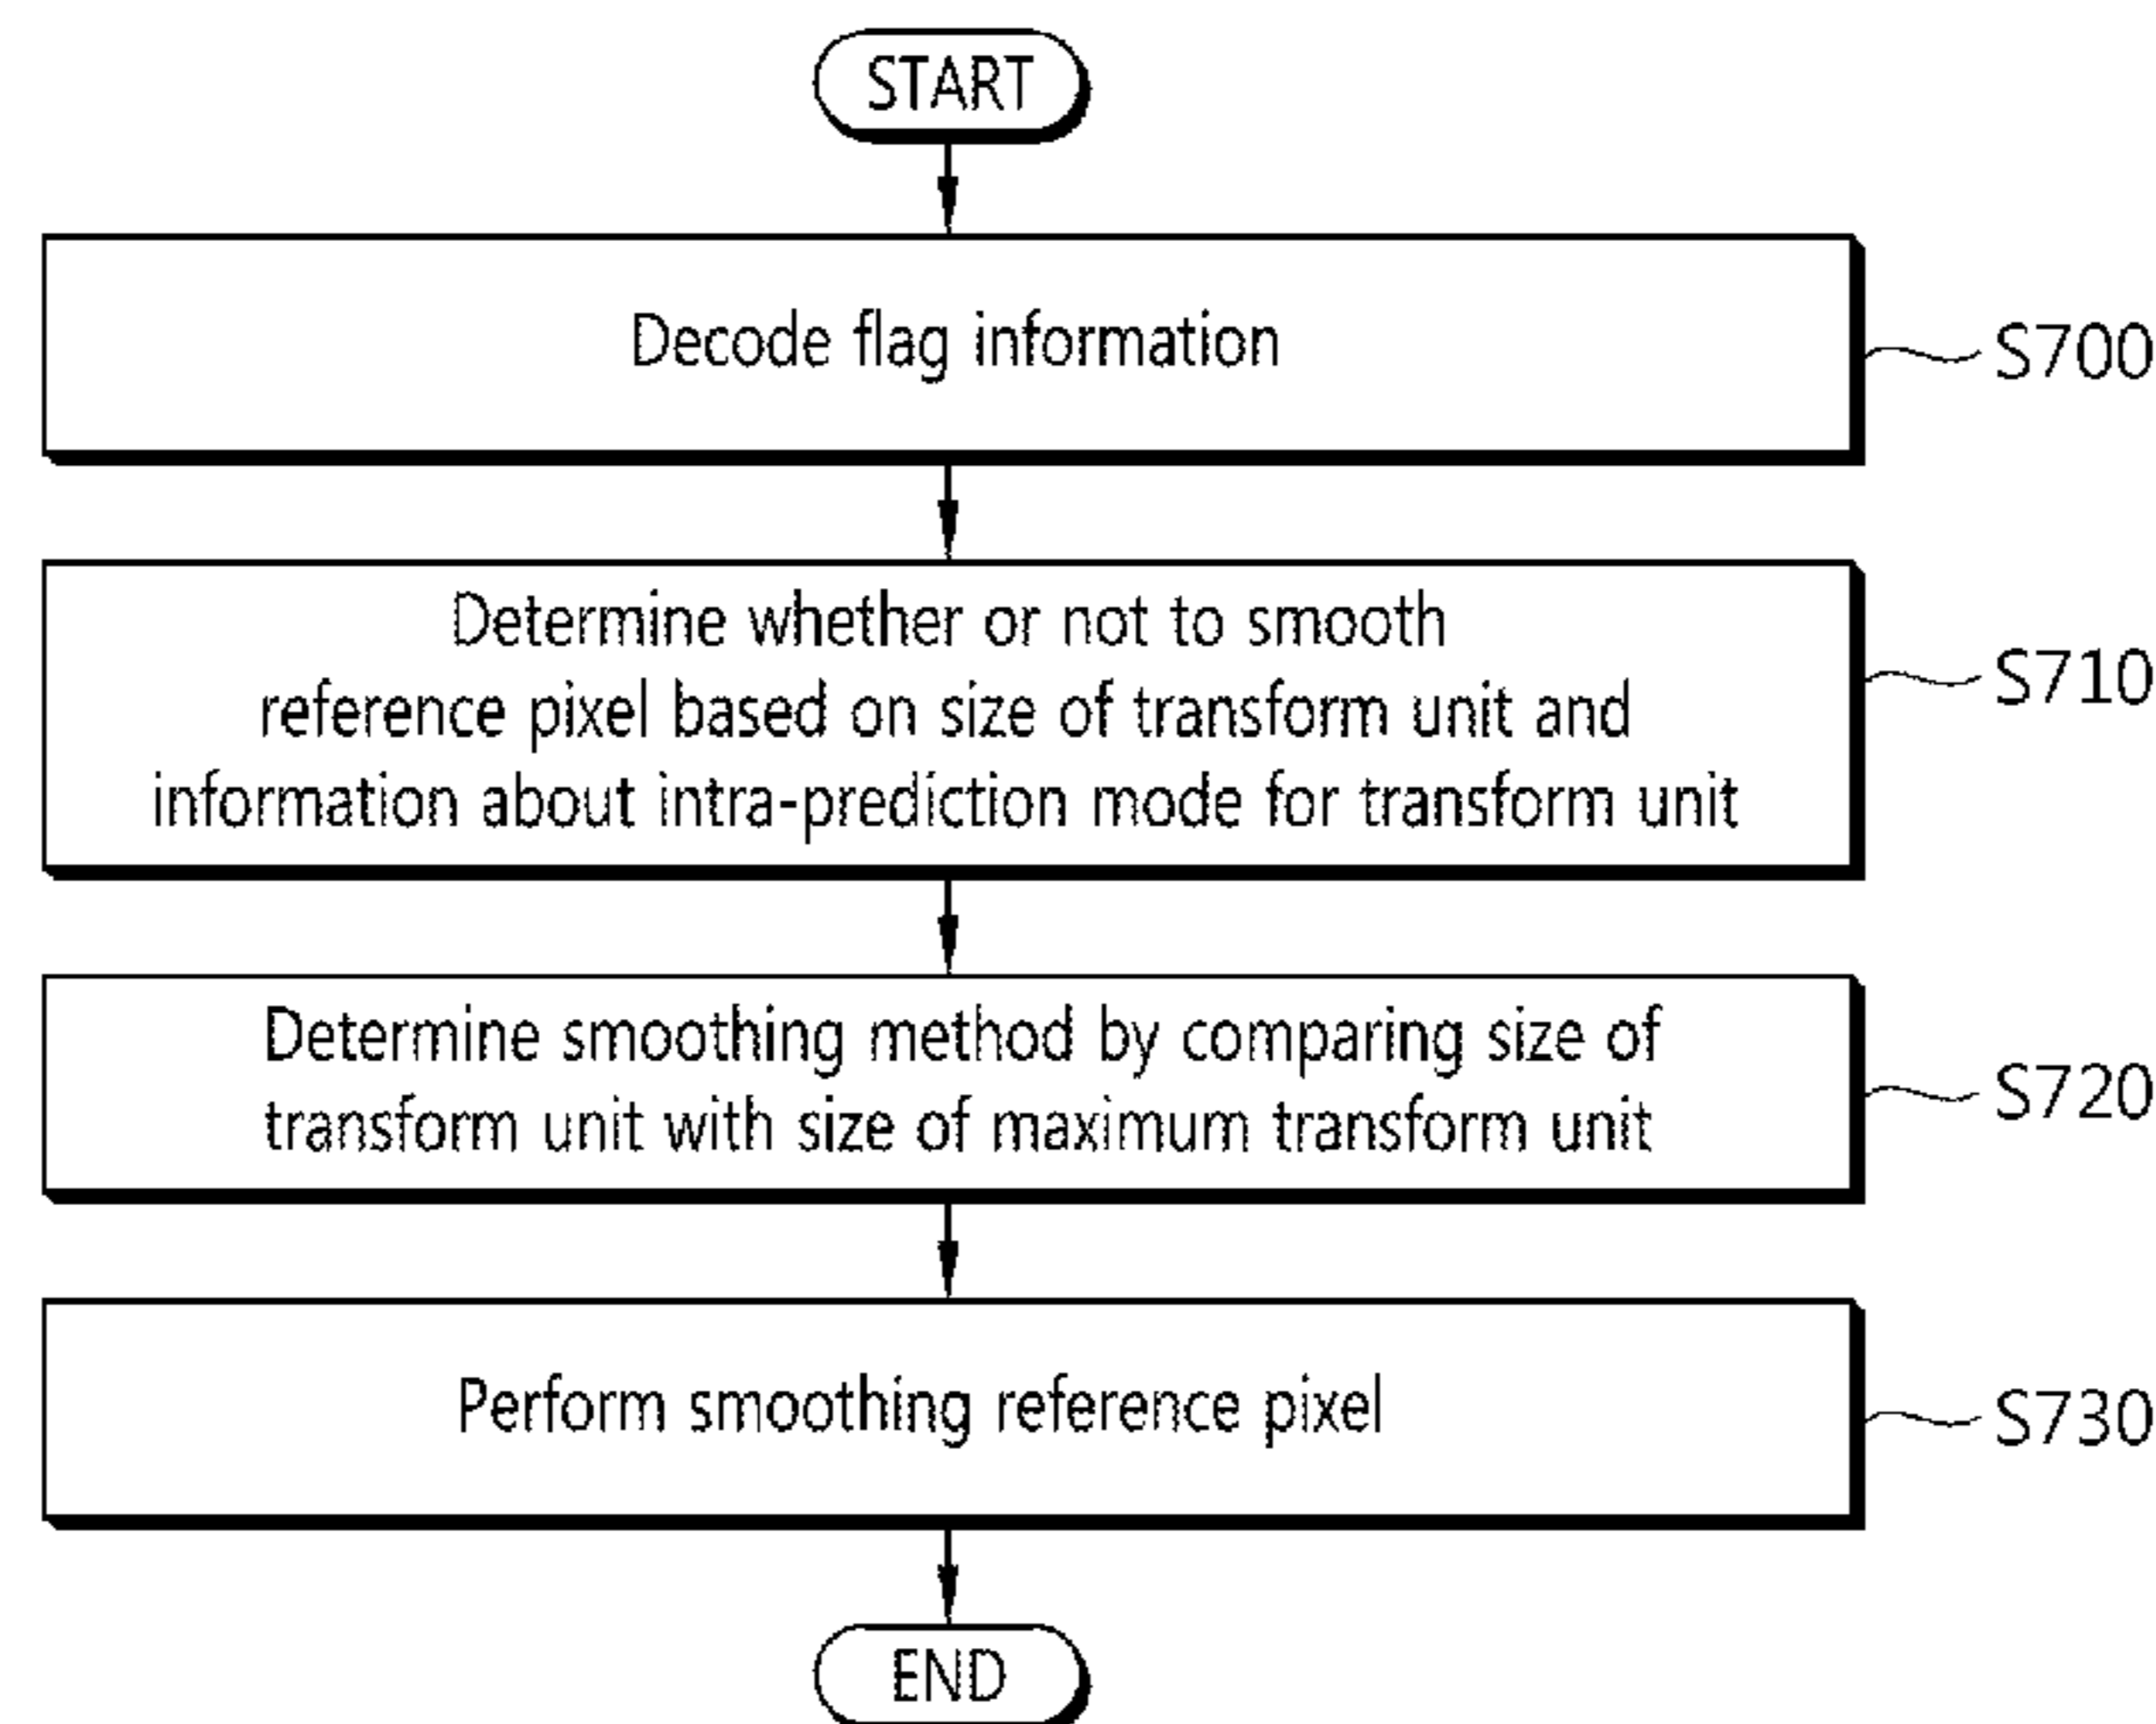 START
Decode flag information
S700
Determine whether or not to smooth
reference pixel based on size of transform unit and
information about intra-prediction mode for transform unit
S710
Determine smoothing method by comparing size of
transform unit with size of maximum transform unit
S720
Perform smoothing reference pixel
S730
END